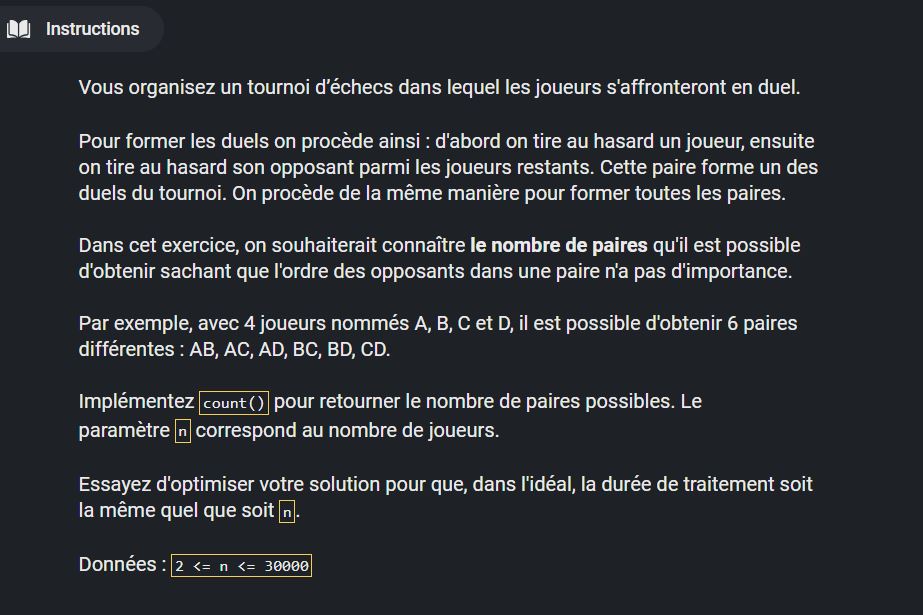 Instructions
Vous organisez un tournoi d’échecs dans lequel les joueurs s'affronteront en duel.
Pour former les duels on procède ainsi : d'abord on tire au hasard un joueur, ensuite
on tire au hasard son opposant parmi les joueurs restants. Cette paire forme un des
duels du tournoi. On procède de la même manière pour former toutes les paires.
Dans cet exercice, on souhaiterait connaître le nombre de paires qu'il est possible
d'obtenir sachant que l'ordre des opposants dans une paire n'a pas d'importance.
Par exemple, avec 4 joueurs nommés A, B, C et D, il est possible d'obtenir 6 paires
différentes : AB, AC, AD, BC, BD, CD.
Implémentez count() pour retourner le nombre de paires possibles. Le
paramètre n correspond au nombre de joueurs.
Essayez d'optimiser votre solution pour que, dans l'idéal, la durée de traitement soit
la même quel que soit n.
Données : 2 <= n <= 30000